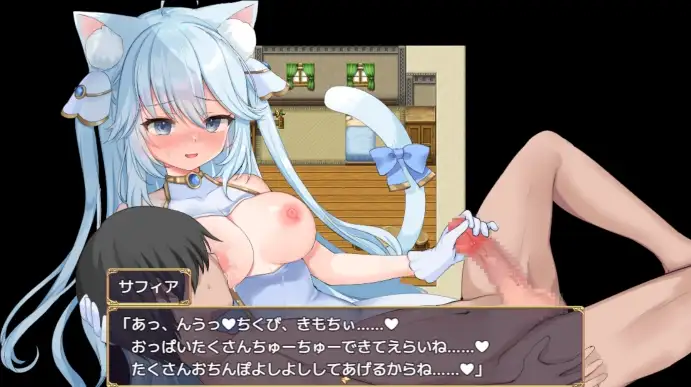 サフィア
「あっ、んうっ♥ちくび、きもちぃ……♥
おっぱいたくさんちゅーちゅーできてえらいね……♥
たくさんおちんぽよしよししてあげるからね……♥」